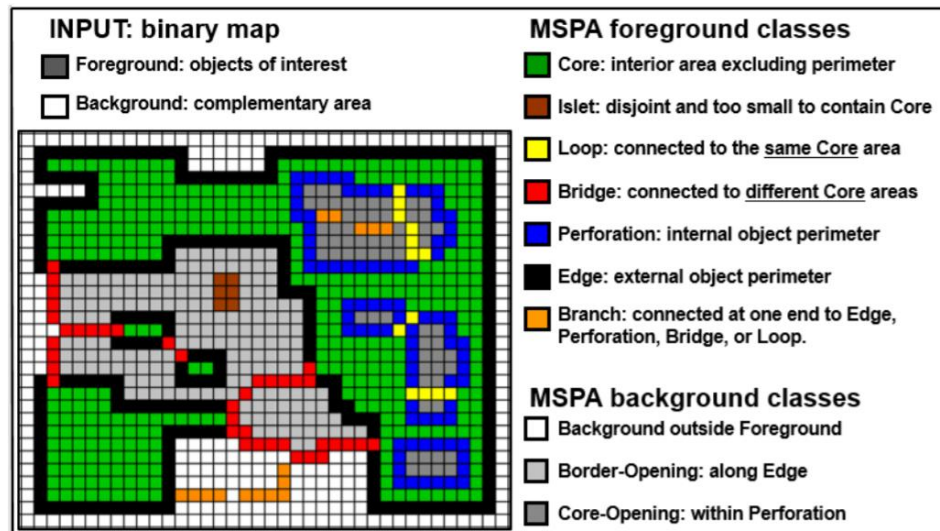 INPUT: binary map
Foreground: objects of interest
Background: complementary area
MSPA foreground classes
Core: interior area excluding perimeter
Islet: disjoint and too small to contain Core
Loop: connected to the same Core area
Bridge: connected to different Core areas
Perforation: internal object perimeter
Edge: external object perimeter
Branch: connected at one end to Edge,
Perforation, Bridge, or Loop.
MSPA background classes
Background outside Foreground
Border-Opening: along Edge
Core-Opening: within Perforation